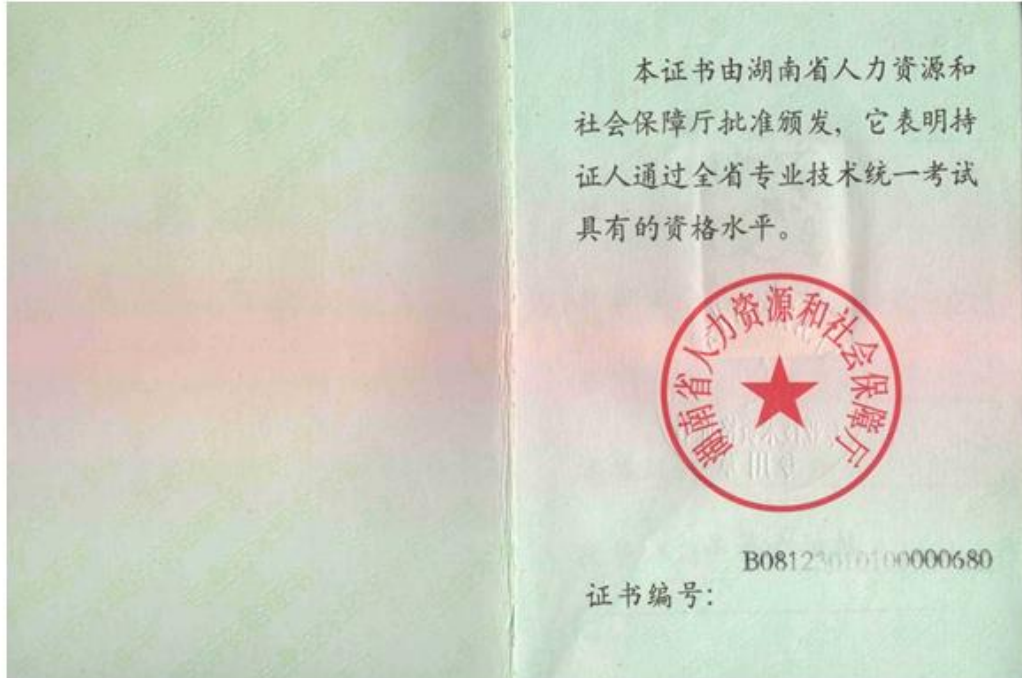 本证书由湖南省人力资源和
社会保障厅批准颁发，它表明持
证人通过全省专业技术统一考试
具有的资格水平。
湖南省人力资源和社会保障厅
B08123010100000680
证书编号：